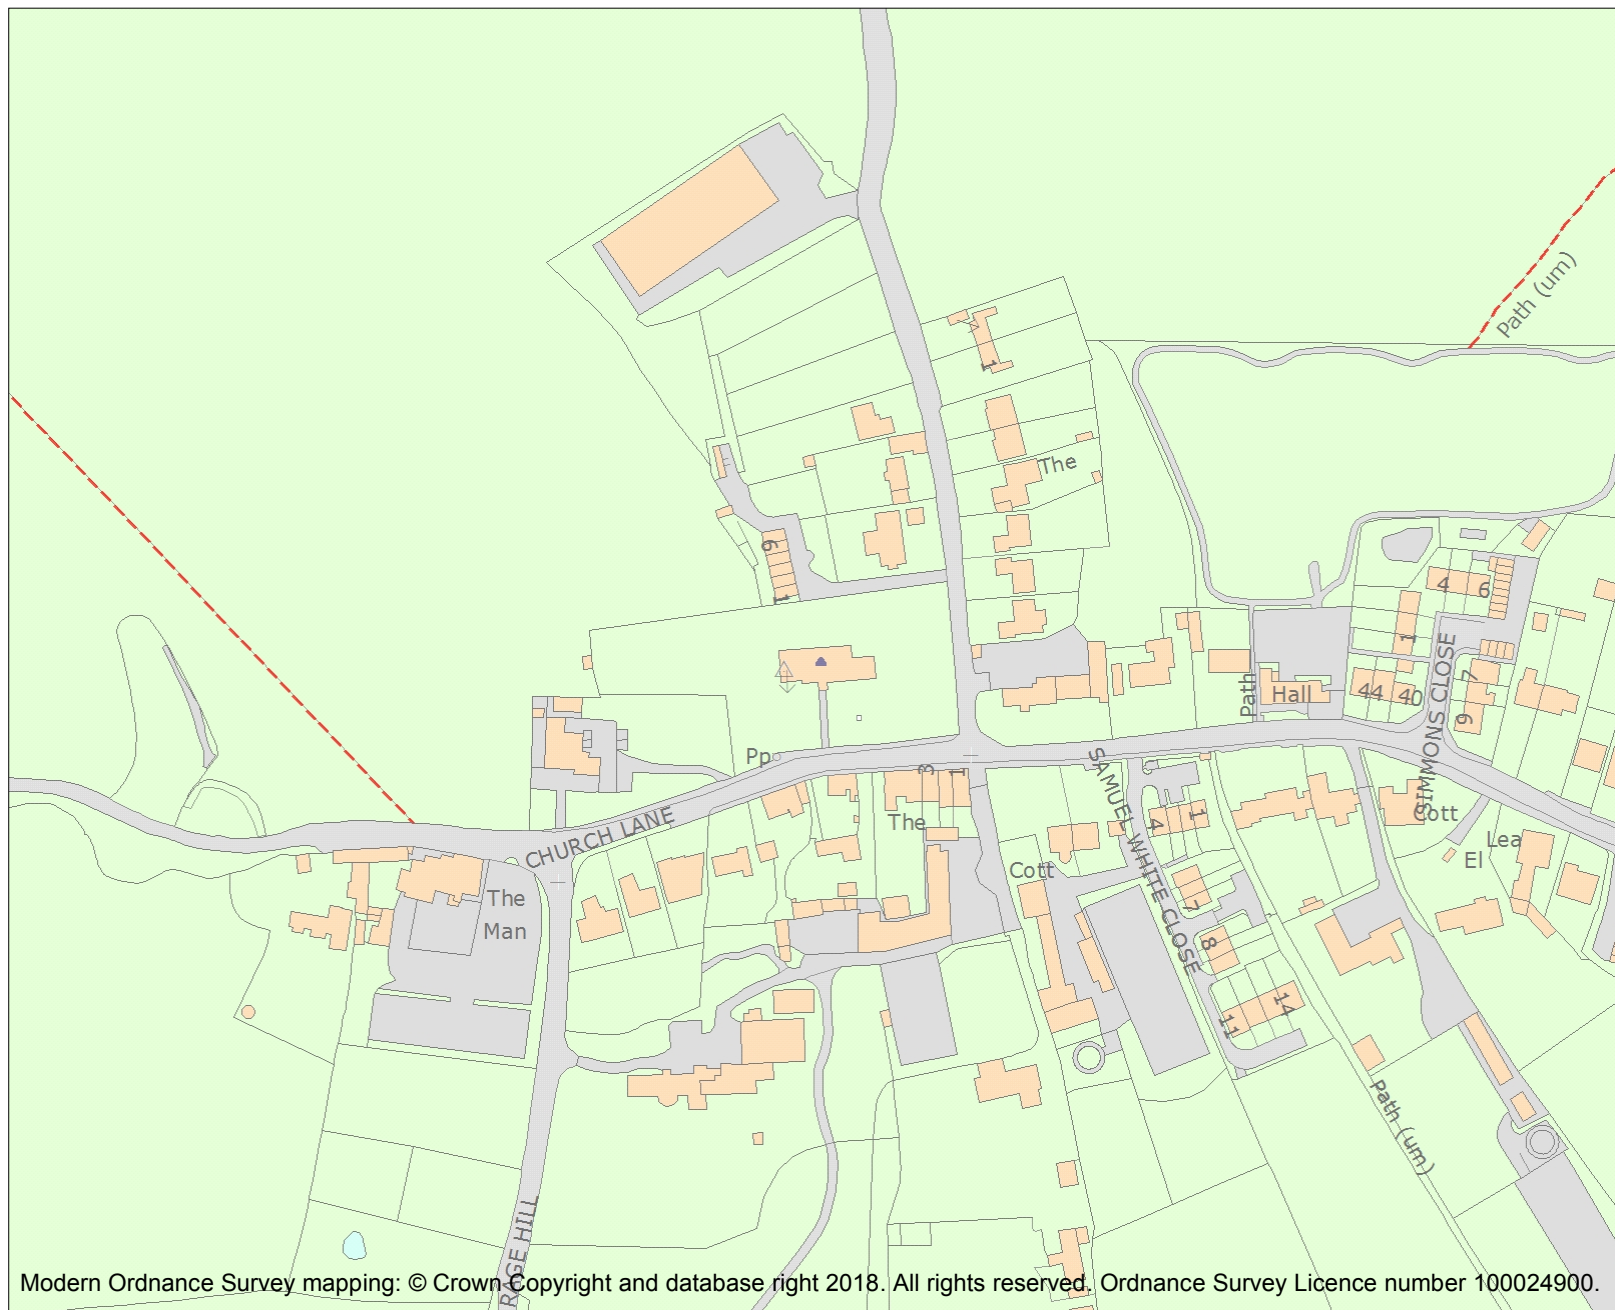 Path (um)
1
The
6
1
4
6
1
Path
Hall
44
40
SIMMONS CLOSE
7
9
Pp
3
1
SAMUEL WHITE CLOSE
CHURCH LANE
The
4
1
Cott
Lea
El
Cott
The
Man
7
8
14
11
Path (um)
RAGE HILL
Modern Ordnance Survey mapping: © Crown Copyright and database right 2018. All rights reserved. Ordnance Survey Licence number 100024900.